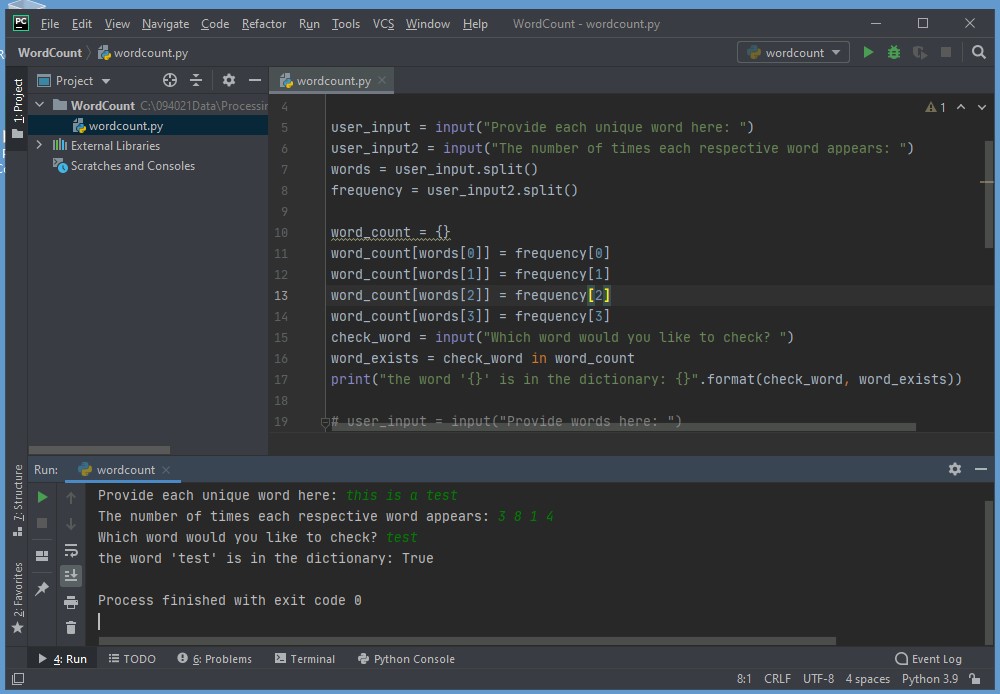 PC File Edit View Navigate Code Refactor Run Tools VCS Window Help WordCount - wordcount.py
WordCount wordcount.py wordcount
1: Project
Project
wordcount.py
WordCount C:\094021Data\Processin
wordcount.py
External Libraries
Scratches and Consoles
1
4
5 user_input = input("Provide each unique word here: ")
6 user_input2 = input("The number of times each respective word appears: ")
7 words = user_input.split()
8 frequency = user_input2.split()
9
10 word_count = {}
11 word_count[words[0]] = frequency[0]
12 word_count[words[1]] = frequency[1]
13 word_count[words[2]] = frequency[2]
14 word_count[words[3]] = frequency[3]
15 check_word = input("Which word would you like to check? ")
16 word_exists = check_word in word_count
17 print("the word '{}' is in the dictionary: {}".format(check_word, word_exists))
18
19 # user_input = input("Provide words here: ")
Run: wordcount
7: Structure
2: Favorites
Provide each unique word here: this is a test
The number of times each respective word appears: 3 8 1 4
Which word would you like to check? test
the word 'test' is in the dictionary: True
Process finished with exit code 0
4: Run TODO 6: Problems Terminal Python Console Event Log
8:1 CRLF UTF-8 4 spaces Python 3.9